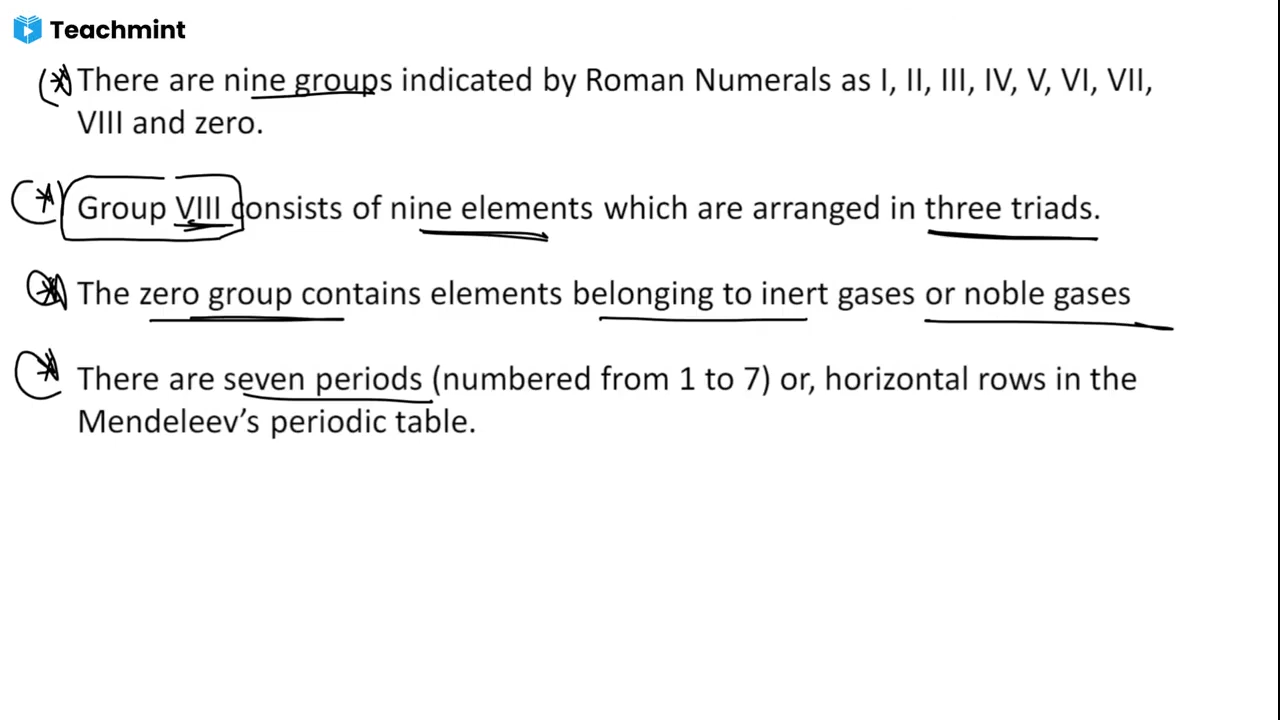 Teachmint
There are nine groups indicated by Roman Numerals as I, II, III, IV, V, VI, VII,
VIII and zero.
Group VIII consists of nine elements which are arranged in three triads.
The zero group contains elements belonging to inert gases or noble gases
There are seven periods (numbered from 1 to 7) or, horizontal rows in the
Mendeleev’s periodic table.